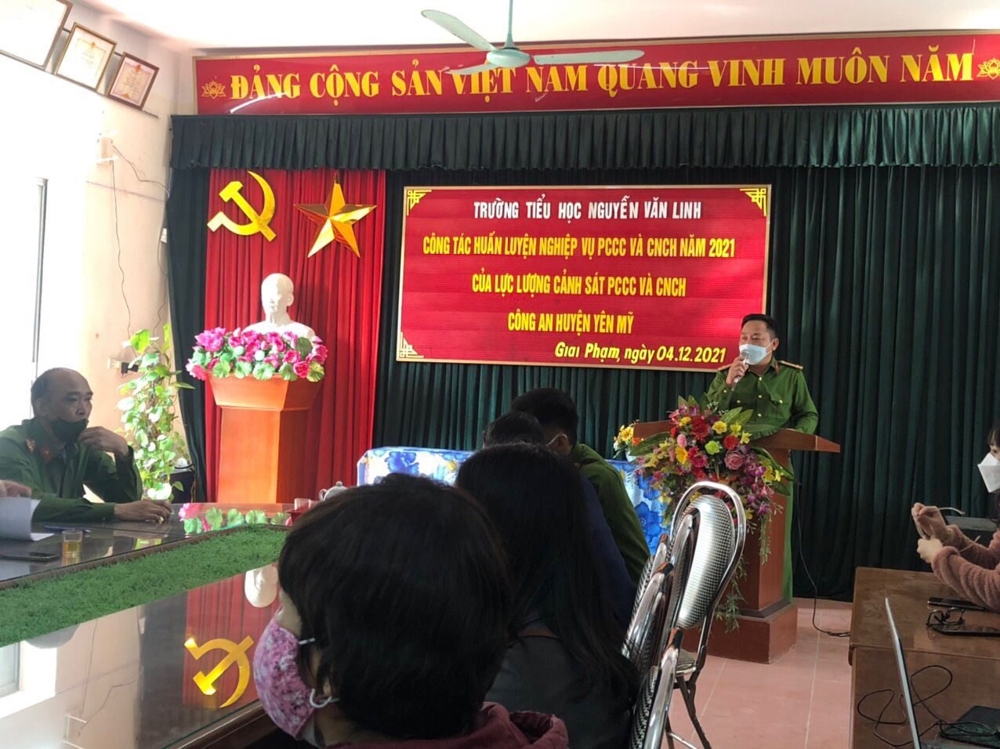 ĐẢNG CỘNG SẢN VIỆT NAM QUANG VINH MUÔN NĂM
TRƯỜNG TIỂU HỌC NGUYỄN VĂN LINH
CÔNG TÁC HUẤN LUYỆN NGHIỆP VỤ PCCC VÀ CNCH NĂM 2021
CỦA LỰC LƯỢNG CẢNH SÁT PCCC VÀ CNCH
CÔNG AN HUYỆN YÊN MỸ
Giai Phạm, ngày 04.12.2021